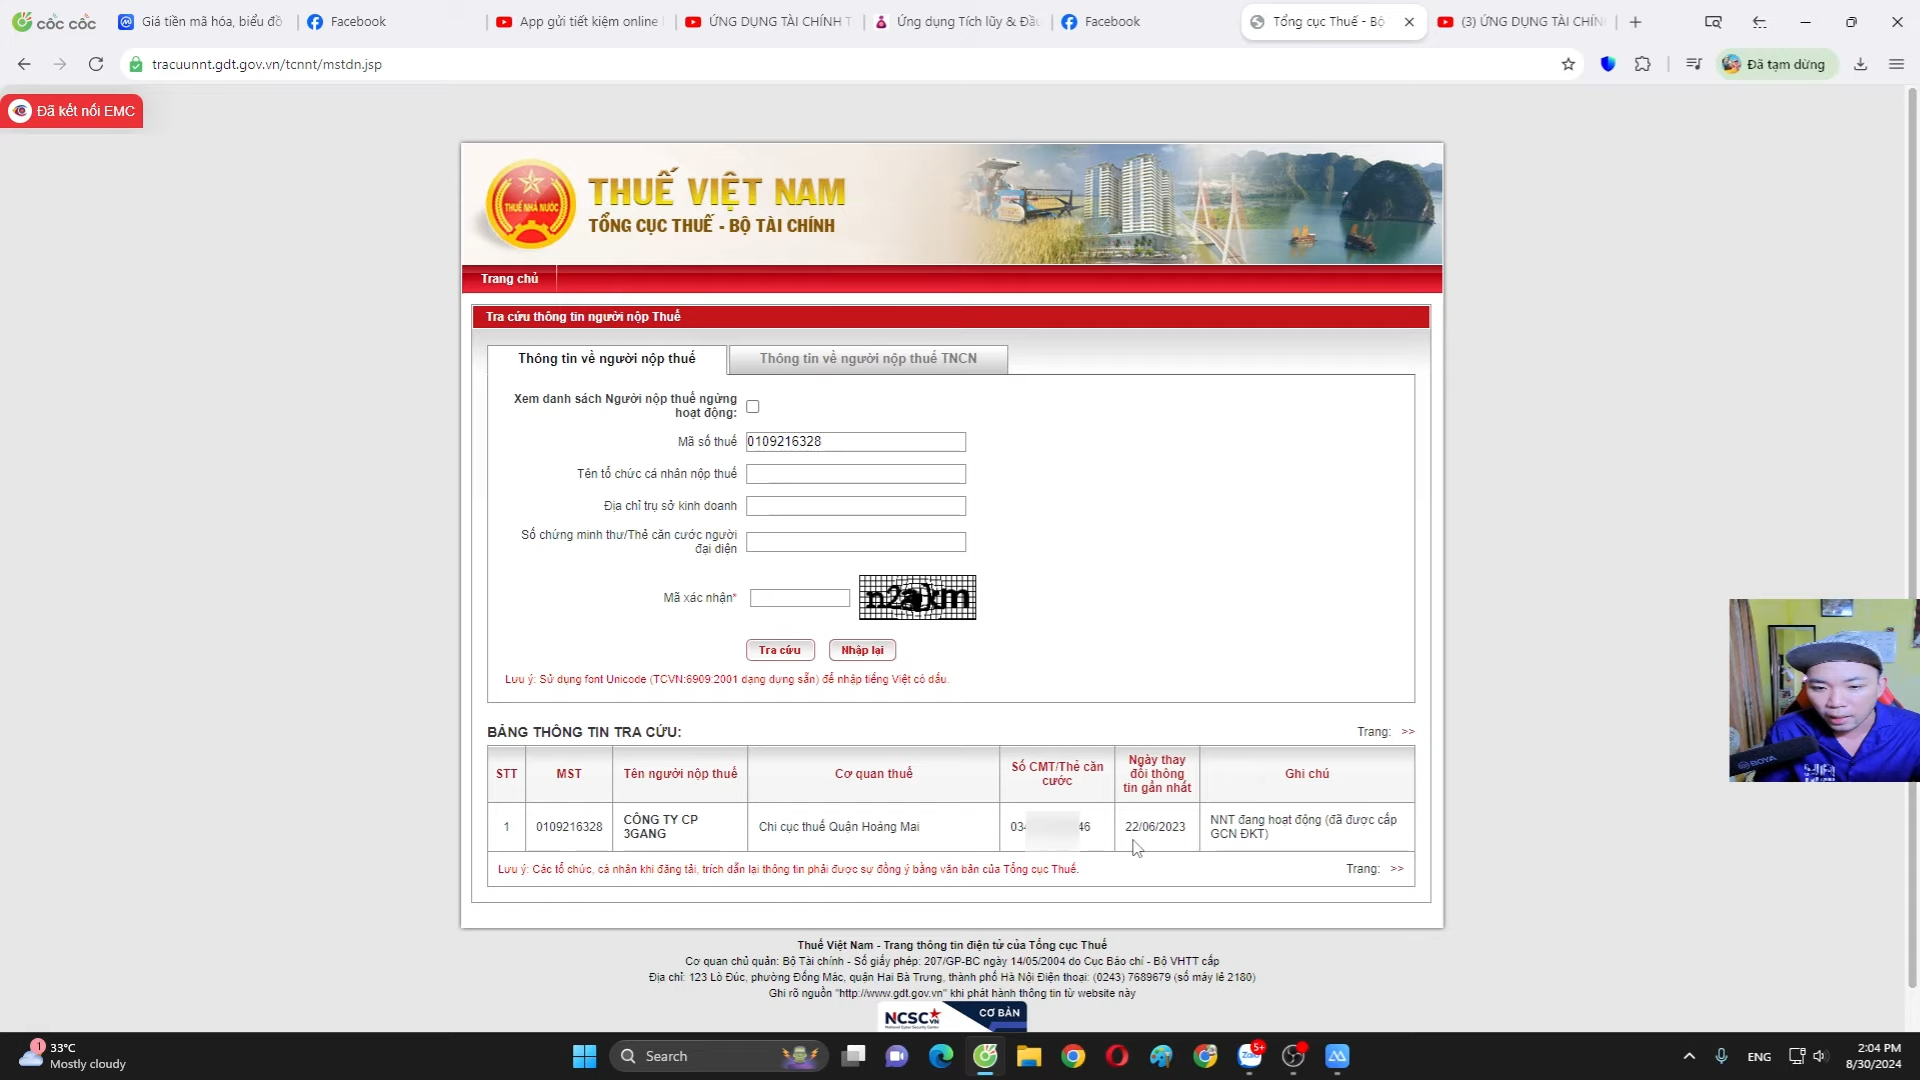 cốc cốc
Giá tiền mã hóa, biểu đồ
Facebook
App gửi tiết kiệm online
ỨNG DỤNG TÀI CHÍNH T
Ứng dụng Tích lũy & Đầu
Facebook
Tổng cục Thuế - Bộ
(3) ỨNG DỤNG TÀI CHÍN
tracuunnt.gdt.gov.vn/tcnnt/mstdn.jsp
Đã tạm dừng
Đã kết nối EMC
THUẾ NHÀ NƯỚC
THUẾ VIỆT NAM
TỔNG CỤC THUẾ - BỘ TÀI CHÍNH
Trang chủ
Tra cứu thông tin người nộp Thuế
Thông tin về người nộp thuế
Thông tin về người nộp thuế TNCN
Xem danh sách Người nộp thuế ngừng
hoạt động:
Mã số thuế
0109216328
Tên tổ chức cá nhân nộp thuế
Địa chỉ trụ sở kinh doanh
Số chứng minh thư/Thẻ căn cước người
đại diện
Mã xác nhận*
Tra cứu
Nhập lại
Lưu ý: Sử dụng font Unicode (TCVN:6909:2001 dạng dựng sẵn) để nhập tiếng Việt có dấu.
BẢNG THÔNG TIN TRA CỨU:
Trang: >>
STT
MST
Tên người nộp thuế
Cơ quan thuế
Số CMT/Thẻ căn
cước
Ngày thay
đổi thông
tin gần nhất
Ghi chú
1
0109216328
CÔNG TY CP
3GANG
Chi cục thuế Quận Hoàng Mai
034
46
22/06/2023
NNT đang hoạt động (đã được cấp
GCN ĐKT)
Lưu ý: Các tổ chức, cá nhân khi đăng tải, trích dẫn lại thông tin phải được sự đồng ý bằng văn bản của Tổng cục Thuế.
Trang: >>
Thuế Việt Nam - Trang thông tin điện tử của Tổng cục Thuế
Cơ quan chủ quản: Bộ Tài chính - Số giấy phép: 207/GP-BC ngày 14/05/2004 do Cục Báo chí - Bộ VHTT cấp
Địa chỉ: 123 Lò Đúc, phường Đống Mác, quận Hai Bà Trưng, thành phố Hà Nội Điện thoại: (0243) 7689679 (số máy lẻ 2180)
Ghi rõ nguồn "http://www.gdt.gov.vn" khi phát hành thông tin từ website này
NCSC
CƠ BẢN
BOYA
1
33°C
Mostly cloudy
Search
Zalo
5+
ENG
2:04 PM
8/30/2024